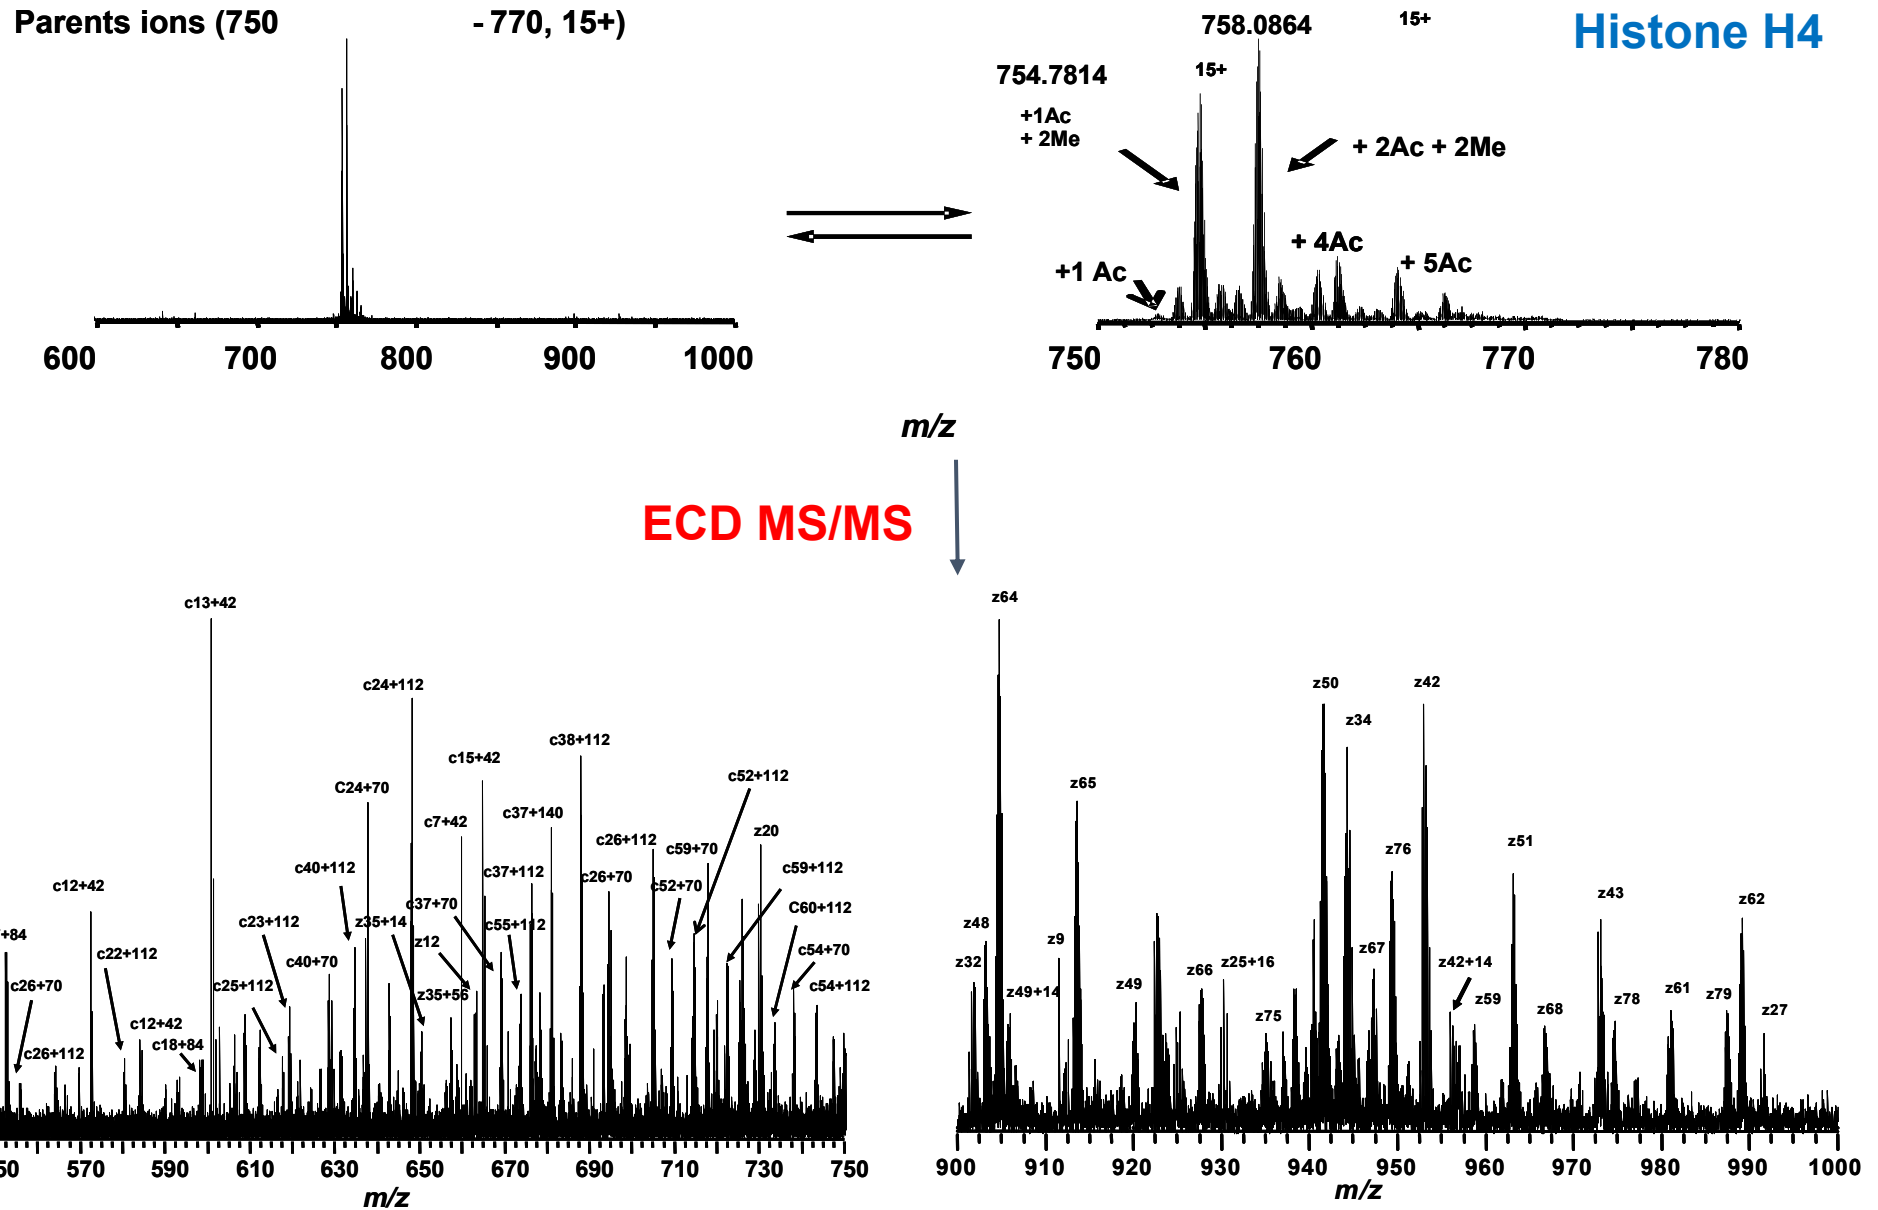 Parents ions (750 - 770, 15+)
758.0864
15+
Histone H4
754.7814
15+
+1Ac
+ 2Me
+ 2Ac + 2Me
+ 4Ac
+ 5Ac
+1 Ac
600 700 800 900 1000
750 760 770 780
m/z
ECD MS/MS
c13+42
c24+112
c38+112
c15+42
c52+112
C24+70
c7+42
c37+140
z20
c26+112
c59+70
c40+112
c37+112
c59+112
c12+42
c26+70
c52+70
c37+70
C60+112
c23+112
z35+14
c55+112
+84
z12
c54+70
c22+112
c40+70
c26+70
c25+112
z35+56
c54+112
c12+42
c18+84
c26+112
50 570 590 610 630 650 670 690 710 730 750
m/z
z64
z50
z42
z34
z65
z51
z76
z43
z62
z48
z9
z67
z32
z66
z25+16
z42+14
z49
z49+14
z59
z61
z79
z75
z68
z78
z27
900 910 920 930 940 950 960 970 980 990 1000
m/z